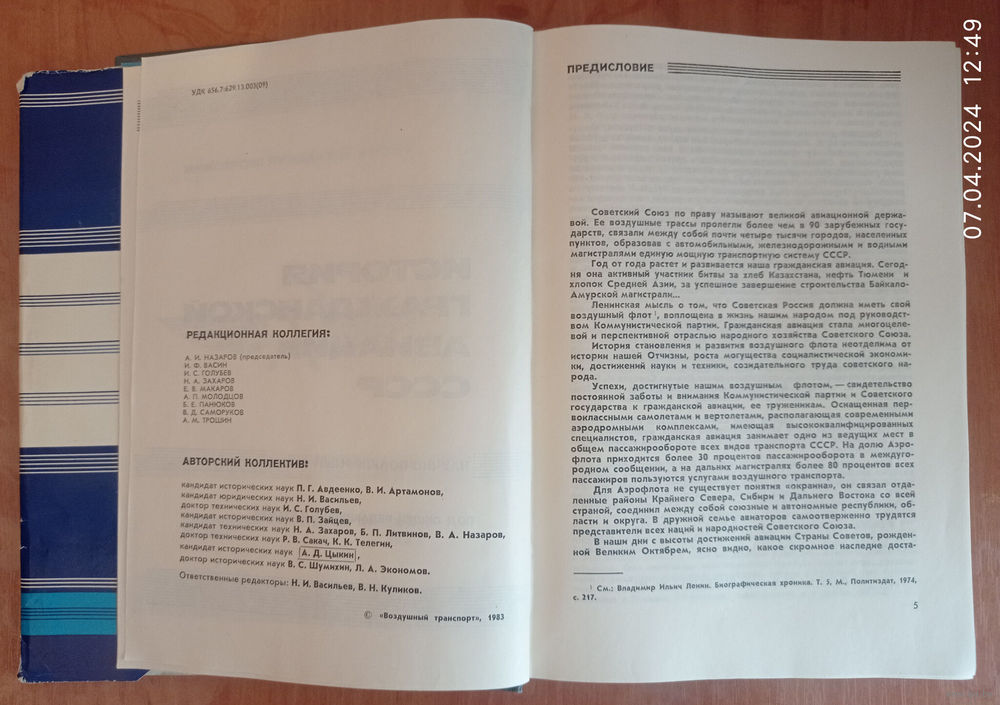 УДК 656.7:629.13.003(09)
РЕДАКЦИОННАЯ КОЛЛЕГИЯ:
А. И. НАЗАРОВ (председатель)
И. Ф. ВАСИН
И. С. ГОЛУБЕВ
Н. А. ЗАХАРОВ
Е. В. МАКАРОВ
А. П. МОЛОДЦОВ
Б. Е. ПАНЮКОВ
В. Д. САМОРУКОВ
А. М. ТРОШИН
АВТОРСКИЙ КОЛЛЕКТИВ:
кандидат исторических наук П. Г. Авдеенко, В. И. Артамонов,
кандидат юридических наук Н. И. Васильев,
доктор технических наук И. С. Голубев,
кандидат исторических наук В. П. Зайцев,
кандидат технических наук Н. А. Захаров, Б. П. Литвинов, В. А. Назаров,
доктор технических наук Р. В. Сакач, К. К. Телегин,
кандидат исторических наук А. Д. Цыкин,
доктор исторических наук В. С. Шумихин, Л. А. Экономов.
Ответственные редакторы: Н. И. Васильев, В. Н. Куликов.
© «Воздушный транспорт», 1983
ПРЕДИСЛОВИЕ
Советский Союз по праву называют великой авиационной держа-
вой. Ее воздушные трассы пролегли более чем в 90 зарубежных госу-
дарств, связали между собой почти четыре тысячи городов, населенных
пунктов, образовав с автомобильными, железнодорожными и водными
магистралями единую мощную транспортную систему СССР.
Год от года растет и развивается наша гражданская авиация. Сегод-
ня она активный участник битвы за хлеб Казахстана, нефть Тюмени и
хлопок Средней Азии, за успешное завершение строительства Байкало-
Амурской магистрали...
Ленинская мысль о том, что Советская Россия должна иметь свой
воздушный флот ¹, воплощена в жизнь нашим народом под руководст-
вом Коммунистической партии. Гражданская авиация стала многоцеле-
вой и перспективной отраслью народного хозяйства Советского Союза.
История становления и развития воздушного флота неотделима от
истории нашей Отчизны, роста могущества социалистической экономи-
ки, достижений науки и техники, созидательного труда советского на-
рода.
Успехи, достигнутые нашим воздушным флотом, — свидетельство
постоянной заботы и внимания Коммунистической партии и Советского
государства к гражданской авиации, ее труженикам. Оснащенная пер-
воклассными самолетами и вертолетами, располагающая современными
аэродромными комплексами, имеющая высококвалифицированных
специалистов, гражданская авиация занимает одно из ведущих мест в
общем пассажирообороте всех видов транспорта СССР. На долю Аэро-
флота приходится более 30 процентов пассажирооборота в междуго-
родном сообщении, а на дальних магистралях более 80 процентов всех
пассажиров пользуются услугами воздушного транспорта.
Для Аэрофлота не существует понятия «окраина», он связал отда-
ленные районы Крайнего Севера, Сибири и Дальнего Востока со всей
страной, соединил между собой союзные и автономные республики, об-
ласти и округа. В дружной семье авиаторов самоотверженно трудятся
представители всех наций и народностей Советского Союза.
В наши дни с высоты достижений авиации Страны Советов, рожден-
ной Великим Октябрем, ясно видно, какое скромное наследие доста-
¹ См.: Владимир Ильич Ленин. Биографическая хроника. Т. 5, М., Политиздат, 1974,
с. 217.
5
07.04.2024 12:49